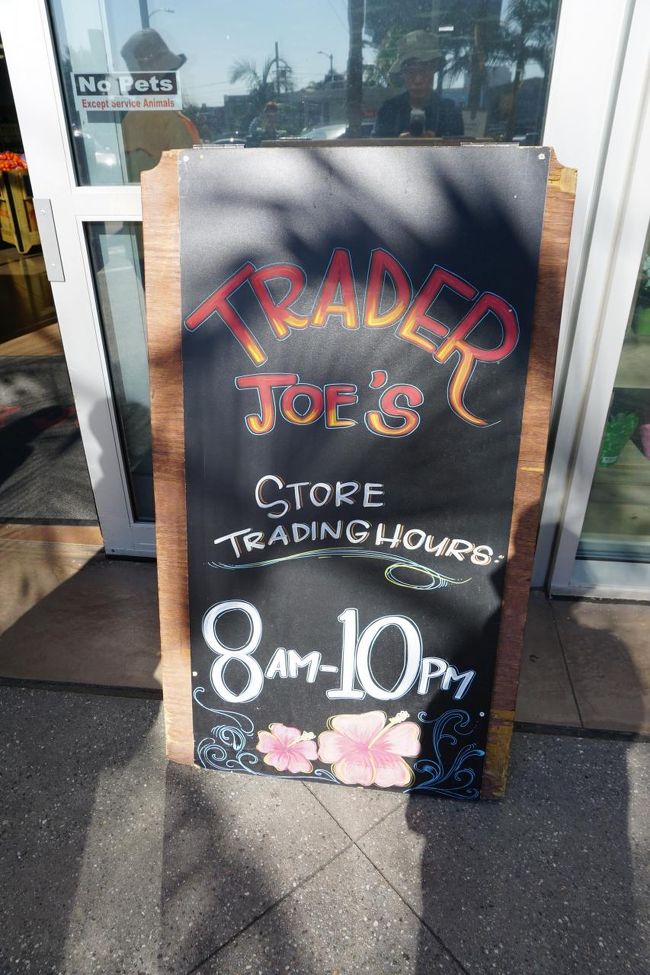 No Pets
Except Service Animals
TRADER
JOE'S
STORE
TRADING HOURS:
8AM-10PM